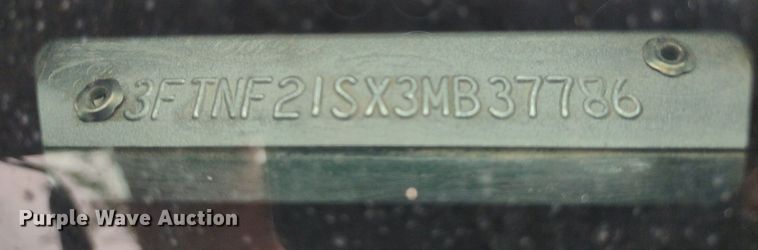 3FTNF21SX3MB37786
Purple Wave Auction